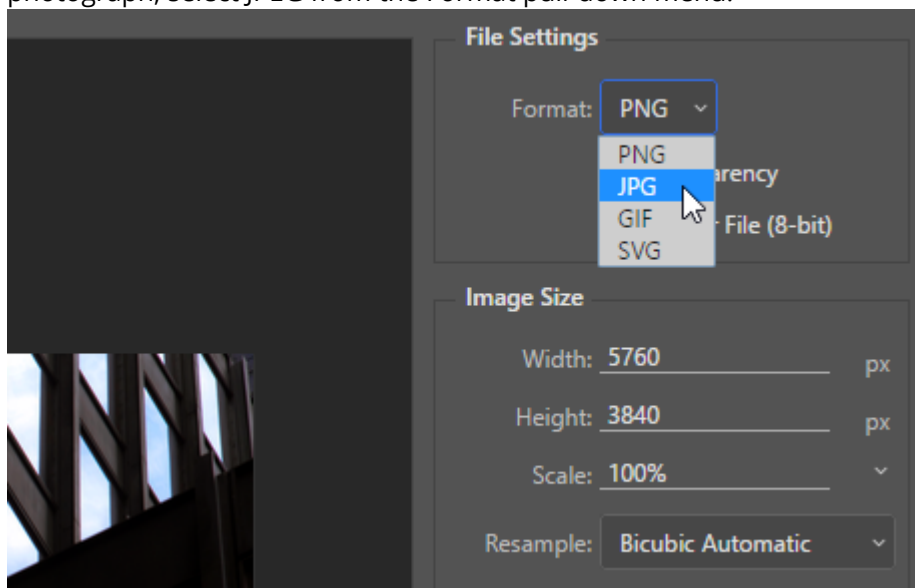 File Settings
Format: PNG
PNG
JPG
arency
GIF
File (8-bit)
SVG
Image Size
Width: 5760 px
Height: 3840 px
Scale: 100%
Resample: Bicubic Automatic